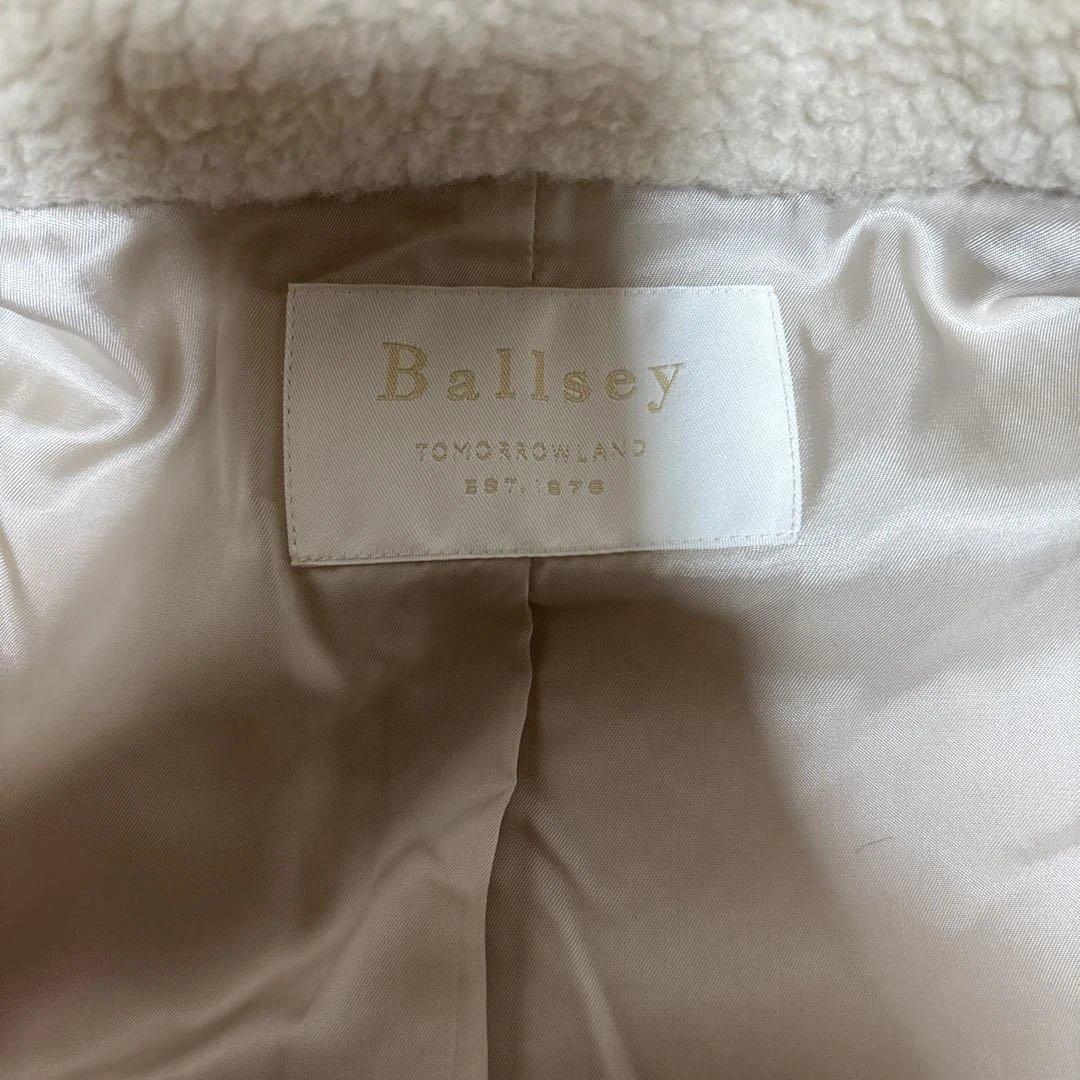 Ballsey
TOMORROWLAND
EST. 1978